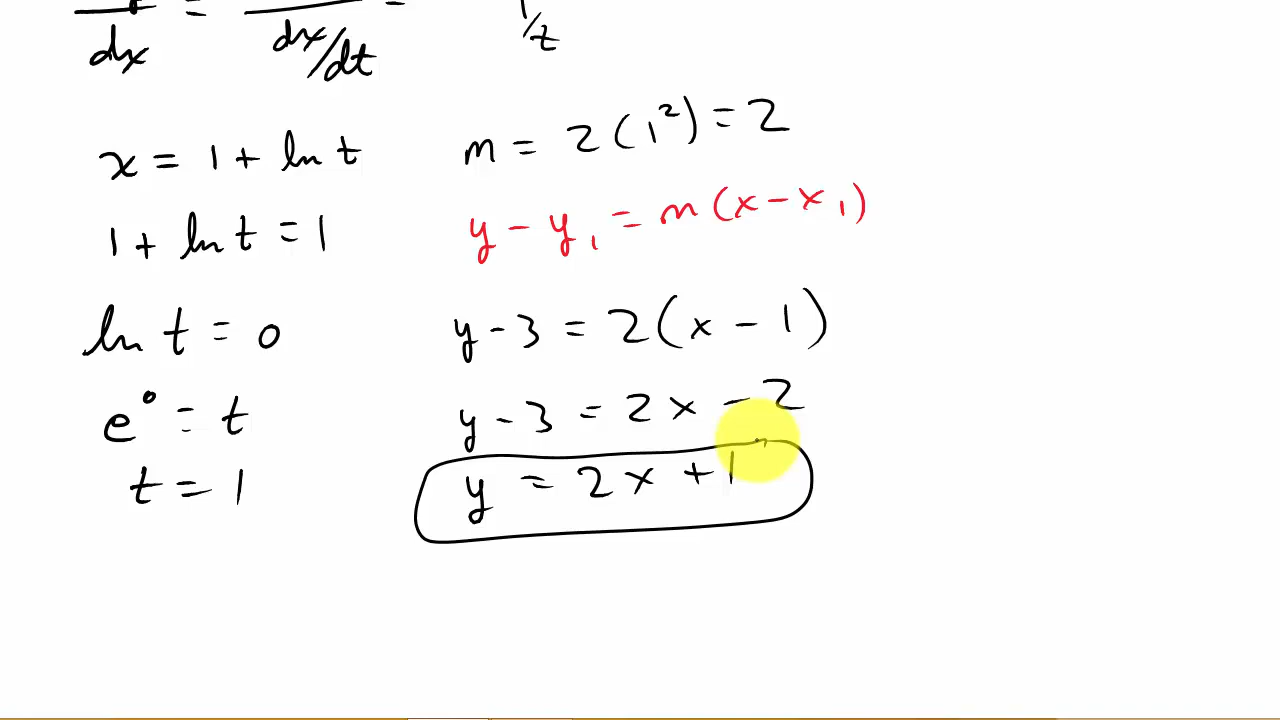 dx = dx/dt = 1/t
x = 1 + ln t
1 + ln t = 1
ln t = 0
e⁰ = t
t = 1
m = 2(1²) = 2
y - y₁ = m(x - x₁)
y - 3 = 2(x - 1)
y - 3 = 2x - 2
y = 2x + 1